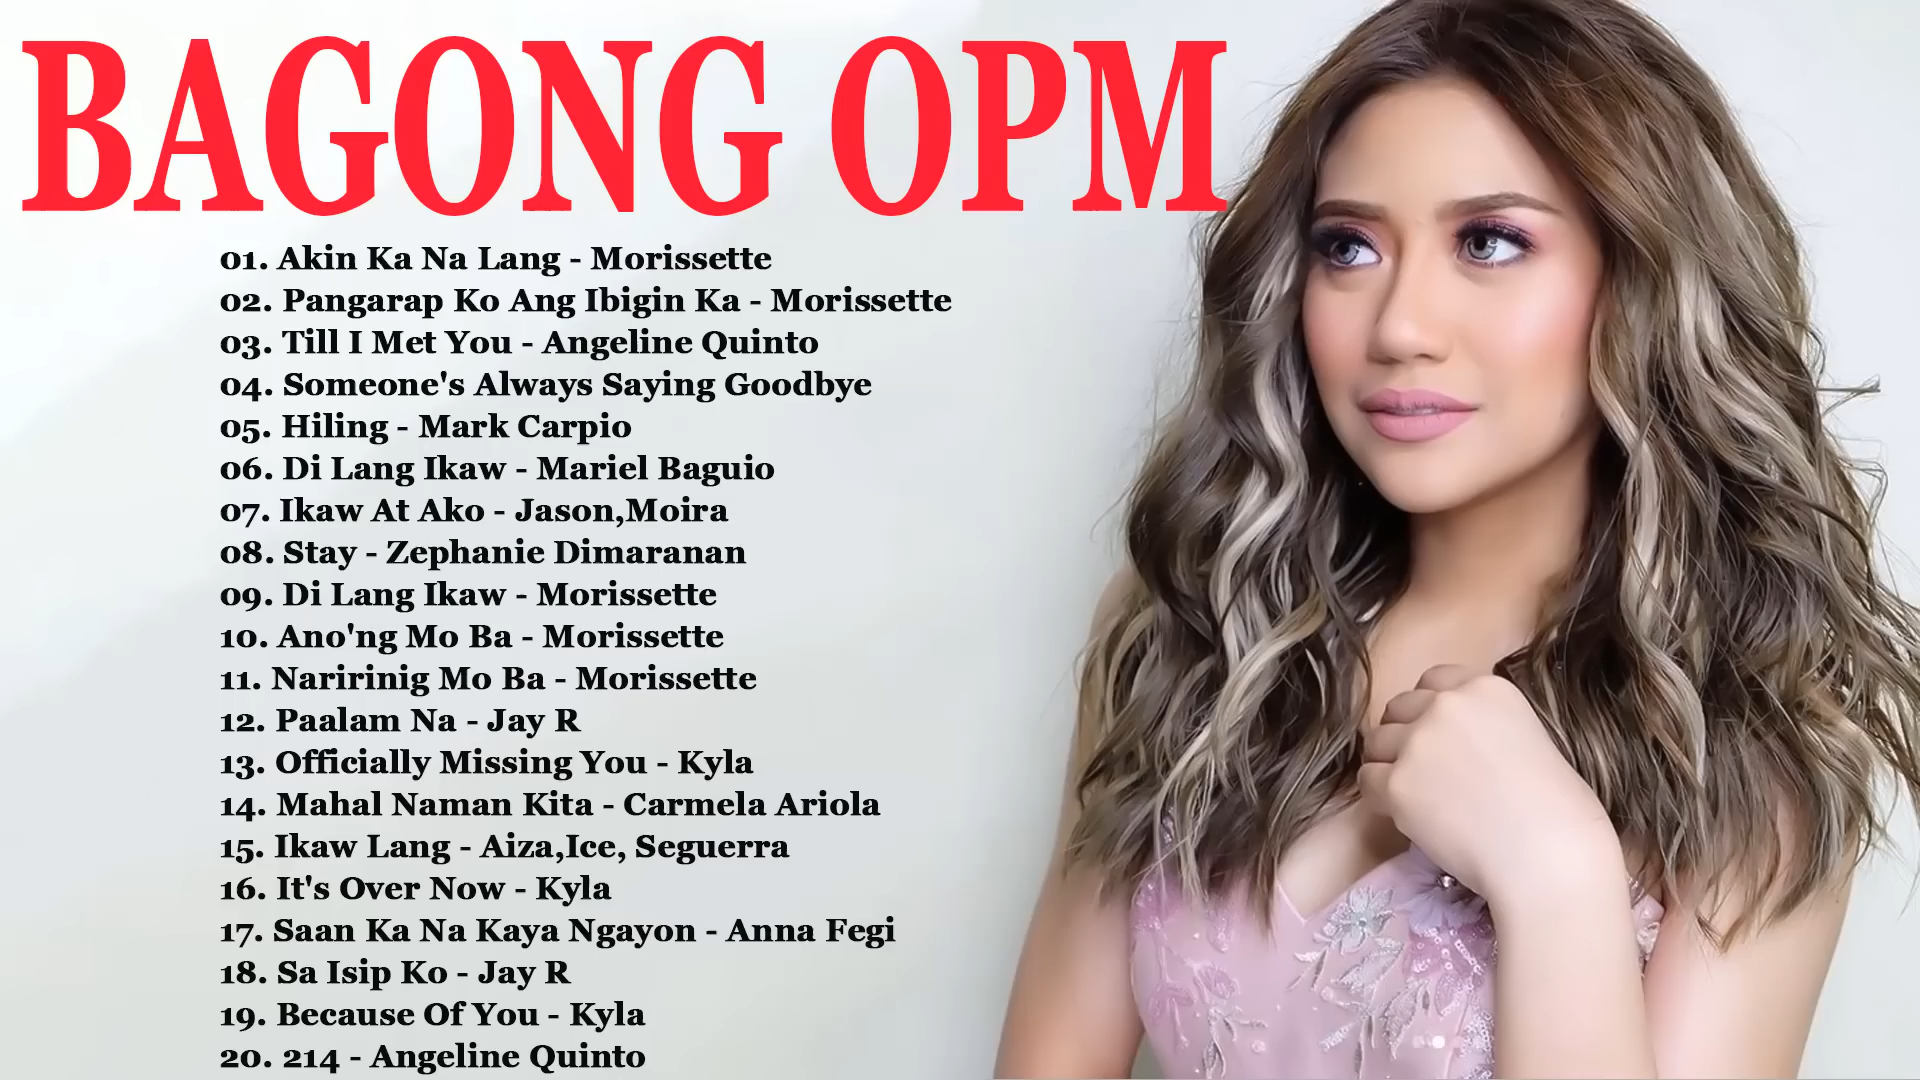 BAGONG OPM
01. Akin Ka Na Lang - Morissette
02. Pangarap Ko Ang Ibigin Ka - Morissette
03. Till I Met You - Angeline Quinto
04. Someone's Always Saying Goodbye
05. Hiling - Mark Carpio
06. Di Lang Ikaw - Mariel Baguio
07. Ikaw At Ako - Jason,Moira
08. Stay - Zephanie Dimaranan
09. Di Lang Ikaw - Morissette
10. Ano'ng Mo Ba - Morissette
11. Naririnig Mo Ba - Morissette
12. Paalam Na - Jay R
13. Officially Missing You - Kyla
14. Mahal Naman Kita - Carmela Ariola
15. Ikaw Lang - Aiza,Ice, Seguerra
16. It's Over Now - Kyla
17. Saan Ka Na Kaya Ngayon - Anna Fegi
18. Sa Isip Ko - Jay R
19. Because Of You - Kyla
20. 214 - Angeline Quinto